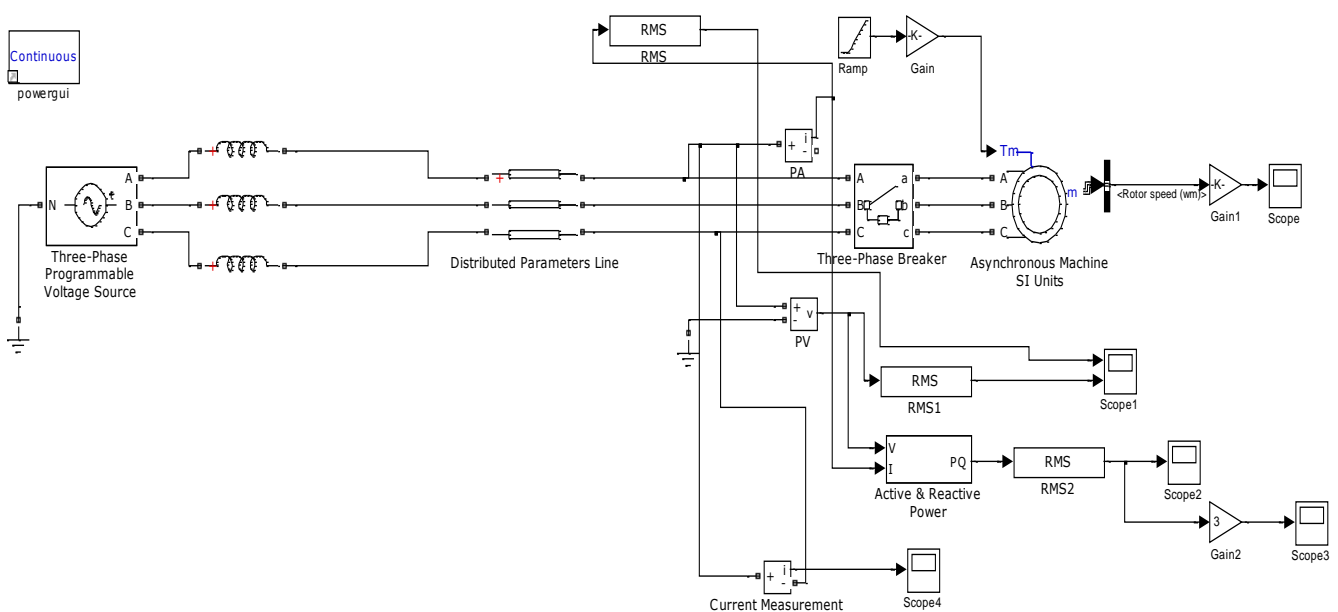 Continuous
powergui
RMS
RMS
Ramp
-K-
Gain
+
i
-
PA
Tm
N
A
B
C
Three-Phase
Programmable
Voltage Source
+
+
+
+
Distributed Parameters Line
A
B
C
a
b
c
Three-Phase Breaker
A
B
C
m
Asynchronous Machine
SI Units
<Rotor speed (wm)>
-K-
Gain1
Scope
+
-
v
PV
RMS
RMS1
Scope1
V
I
PQ
Active & Reactive
Power
RMS
RMS2
Scope2
3
Gain2
Scope3
+
i
-
Current Measurement
Scope4